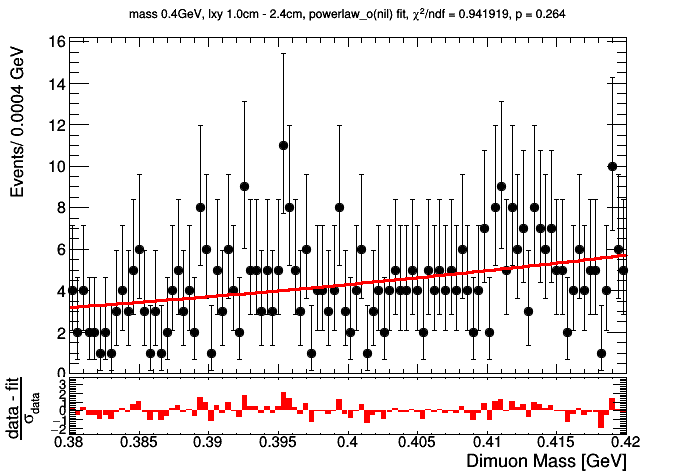 mass 0.4GeV, lxy 1.0cm - 2.4cm, powerlaw_o(nil) fit, χ²/ndf = 0.941919, p = 0.264
Events/ 0.0004 GeV
16
14
12
10
8
6
4
2
0
data - fit
σdata
3
2
1
0
−1
−2
0.38 0.385 0.39 0.395 0.4 0.405 0.41 0.415 0.42
Dimuon Mass [GeV]